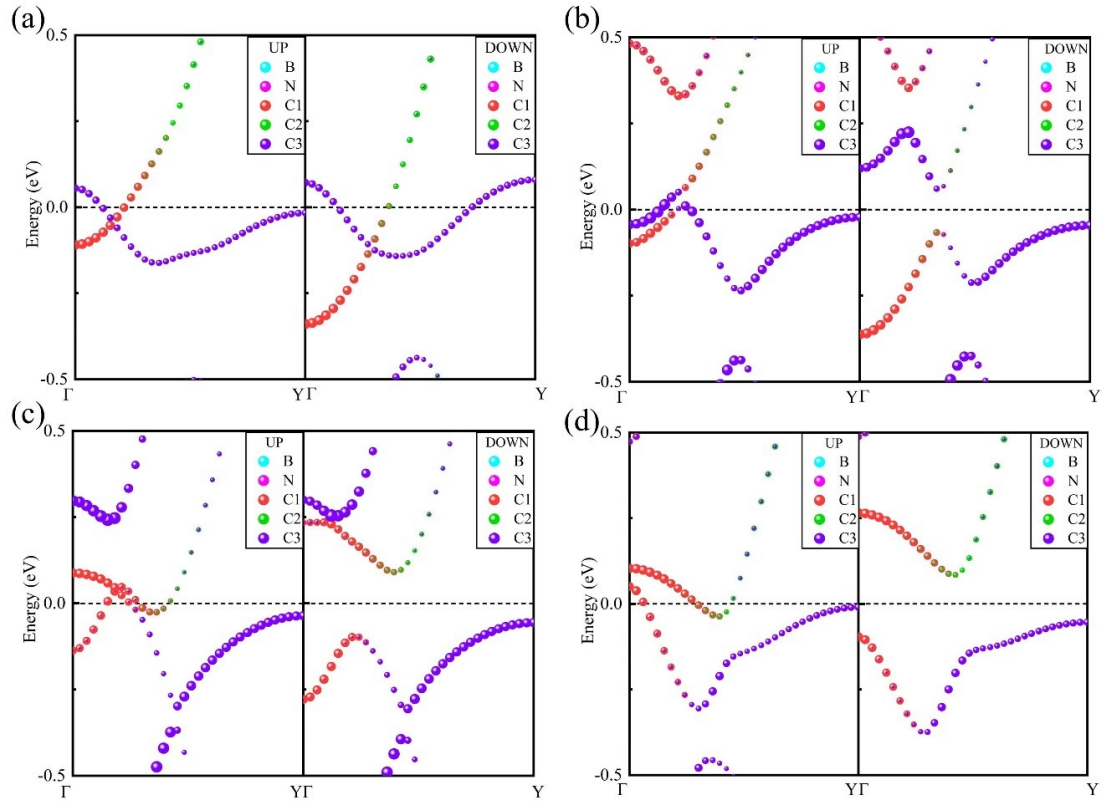 (a)
Energy (eV)
0.5
0.0
-0.5
UP
B
N
C1
C2
C3
DOWN
B
N
C1
C2
C3
Γ
YΓ
Y
(b)
Energy (eV)
0.5
0.0
-0.5
UP
B
N
C1
C2
C3
DOWN
B
N
C1
C2
C3
Γ
YΓ
Y
(c)
Energy (eV)
0.5
0.0
-0.5
UP
B
N
C1
C2
C3
DOWN
B
N
C1
C2
C3
Γ
YΓ
Y
(d)
Energy (eV)
0.5
0.0
-0.5
UP
B
N
C1
C2
C3
DOWN
B
N
C1
C2
C3
Γ
YΓ
Y